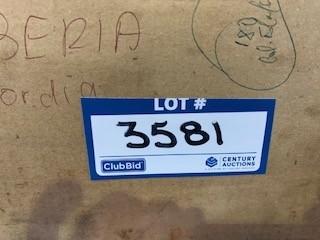 BERIA
ordia
180
LOT #
3581
ClubBid
CENTURY
AUCTIONS